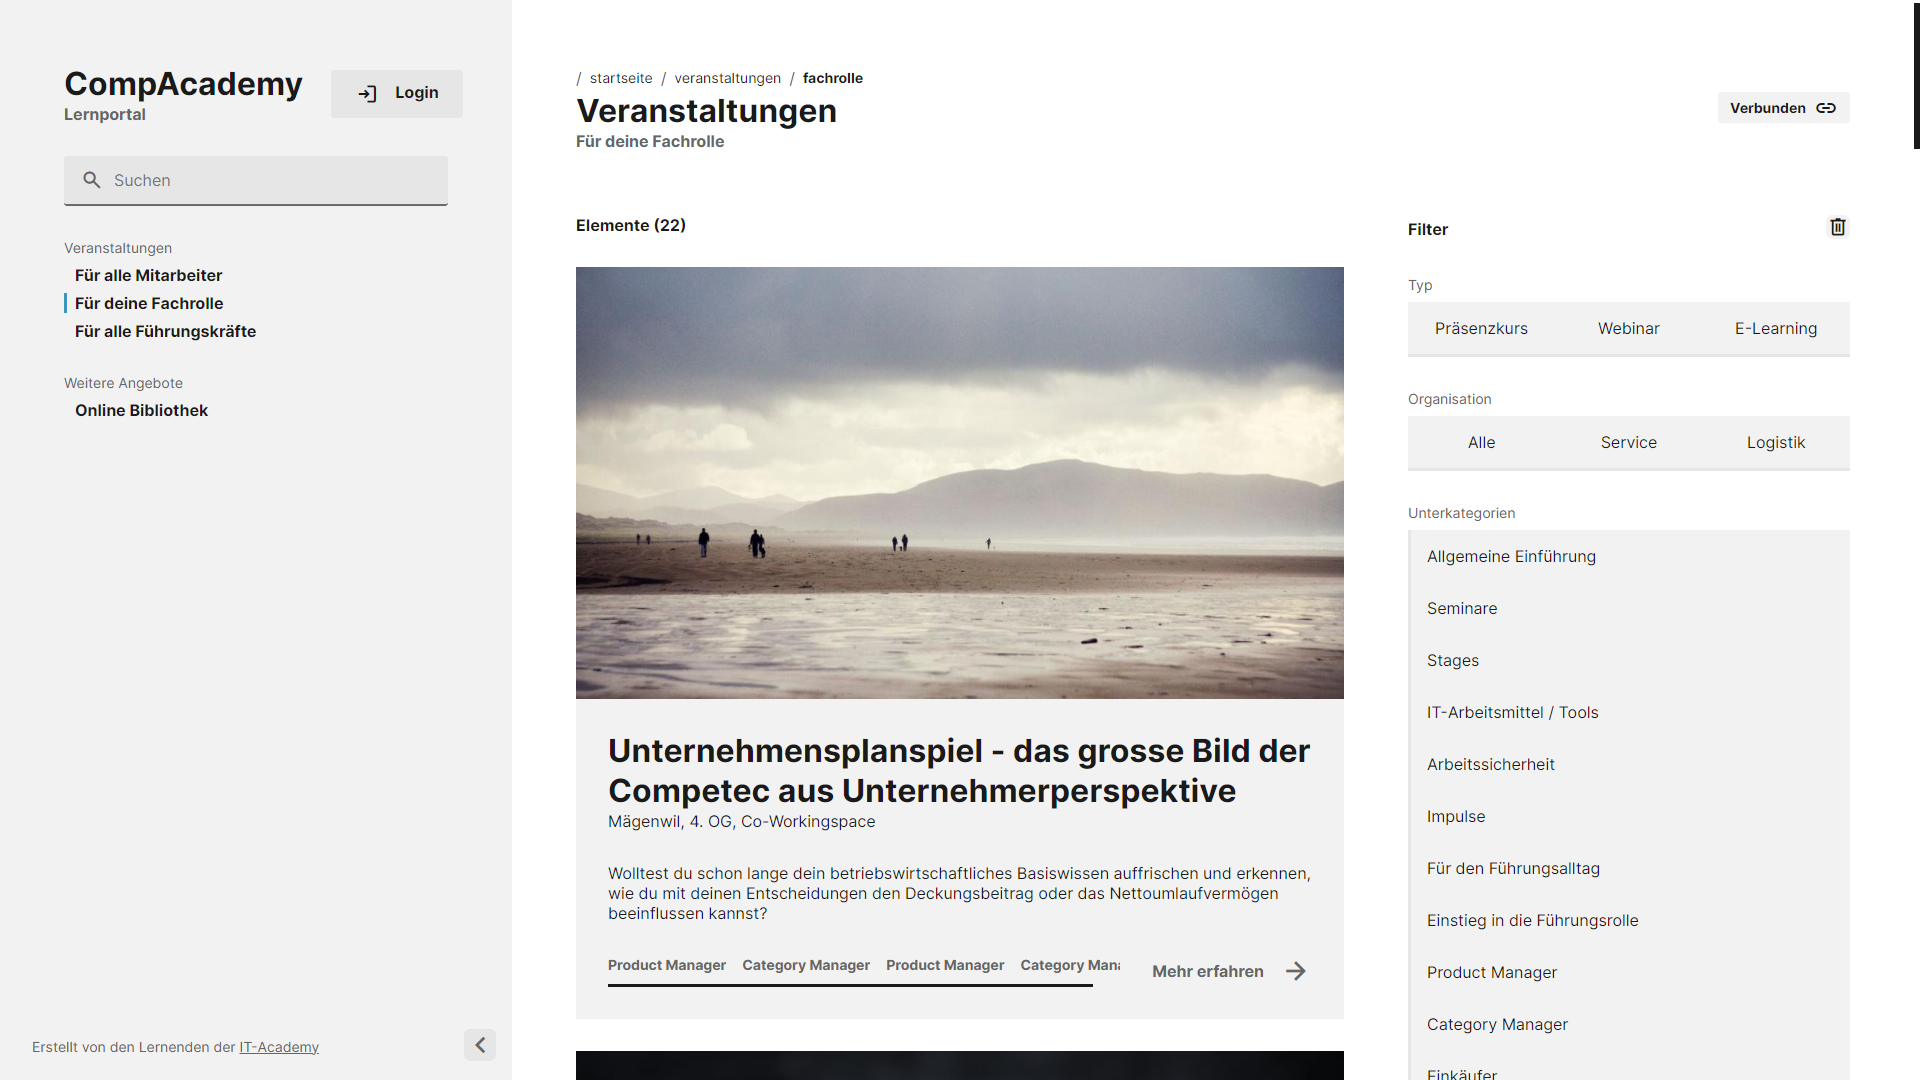 CompAcademy
Lernportal
Login
Suchen
Veranstaltungen
Für alle Mitarbeiter
Für deine Fachrolle
Für alle Führungskräfte
Weitere Angebote
Online Bibliothek
Erstellt von den Lernenden der IT-Academy
/ startseite / veranstaltungen / fachrolle
Veranstaltungen
Für deine Fachrolle
Verbunden
Elemente (22)
Unternehmensplanspiel - das grosse Bild der
Competec aus Unternehmerperspektive
Mägenwil, 4. OG, Co-Workingspace
Wolltest du schon lange dein betriebswirtschaftliches Basiswissen auffrischen und erkennen,
wie du mit deinen Entscheidungen den Deckungsbeitrag oder das Nettoumlaufvermögen
beeinflussen kannst?
Product Manager Category Manager Product Manager Category Mana
Mehr erfahren
Filter
Typ
Präsenzkurs Webinar E-Learning
Organisation
Alle Service Logistik
Unterkategorien
Allgemeine Einführung
Seminare
Stages
IT-Arbeitsmittel / Tools
Arbeitssicherheit
Impulse
Für den Führungsalltag
Einstieg in die Führungsrolle
Product Manager
Category Manager
Einkäufer